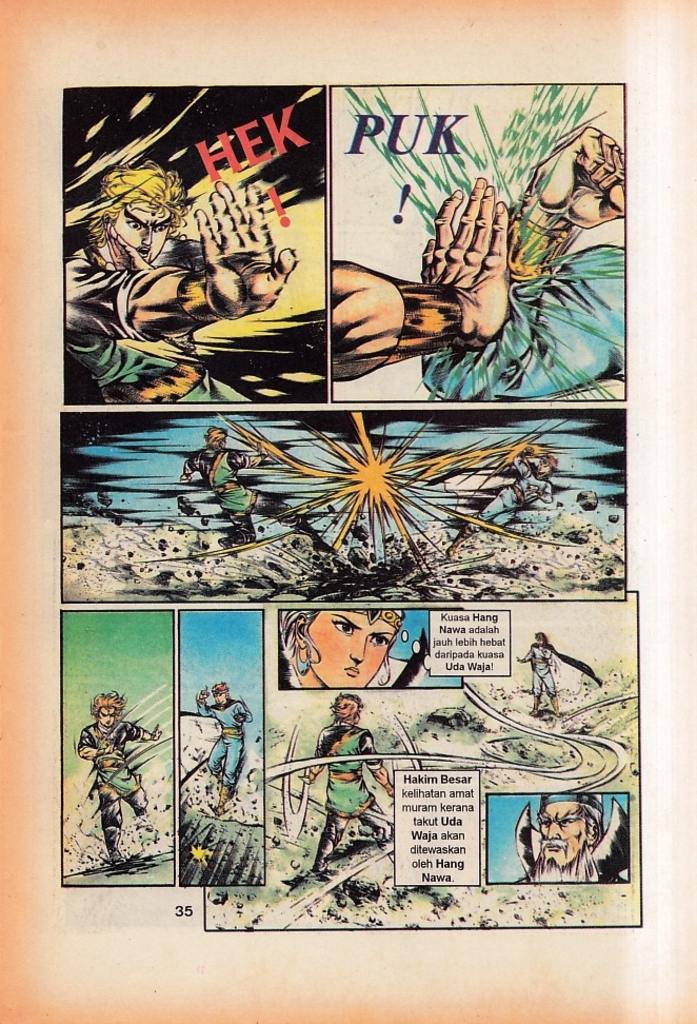 HEK
!
PUK
!
Kuasa Hang
Nawa adalah
jauh lebih hebat
daripada kuasa
Uda Waja!
Hakim Besar
kelihatan amat
muram kerana
takut Uda
Waja akan
ditewaskan
oleh Hang
Nawa.
35